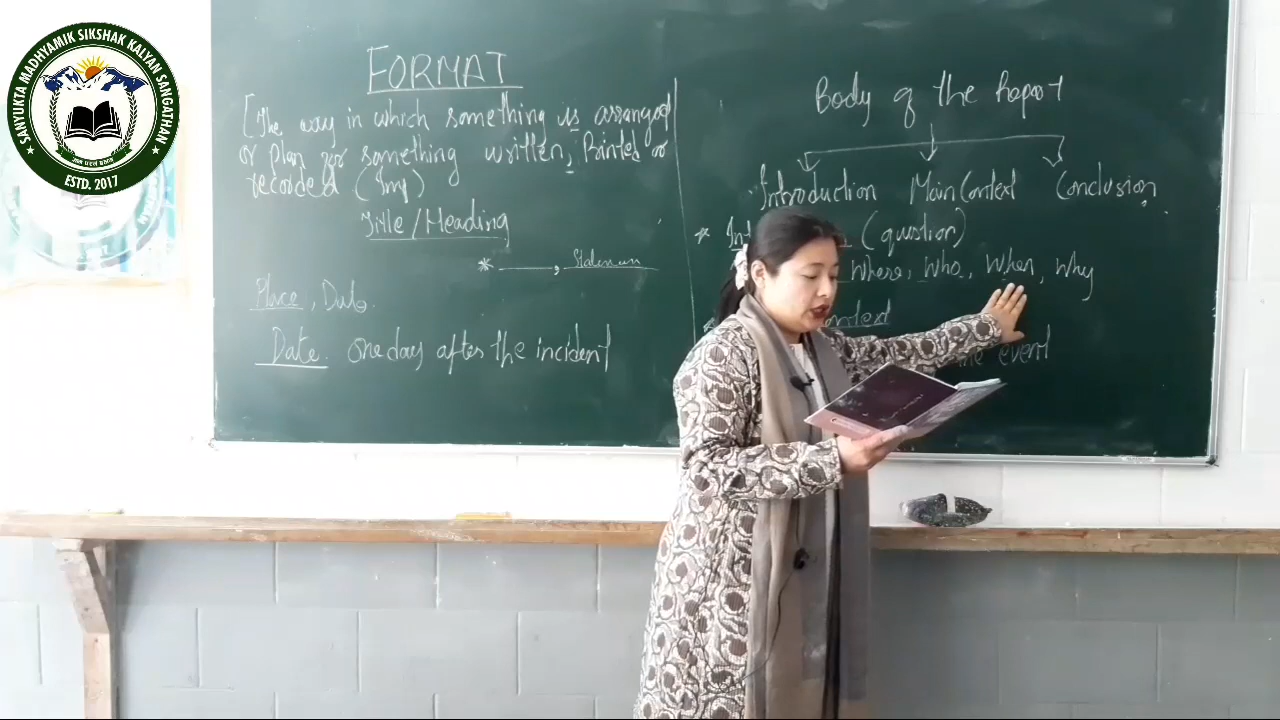 SANYUKTA MADHYAMIK SIKSHAK KALYAN SANGATHAN
ESTD. 2017
FORMAT
[The way in which something is arranged
or plan for something written, Printed or
recorded (Imp)
Title/Heading
Place, Date.
Date. One day after the incident
Body of the Report
Introduction Main Context Conclusion
* (question)
Where, Who, When, Why
event